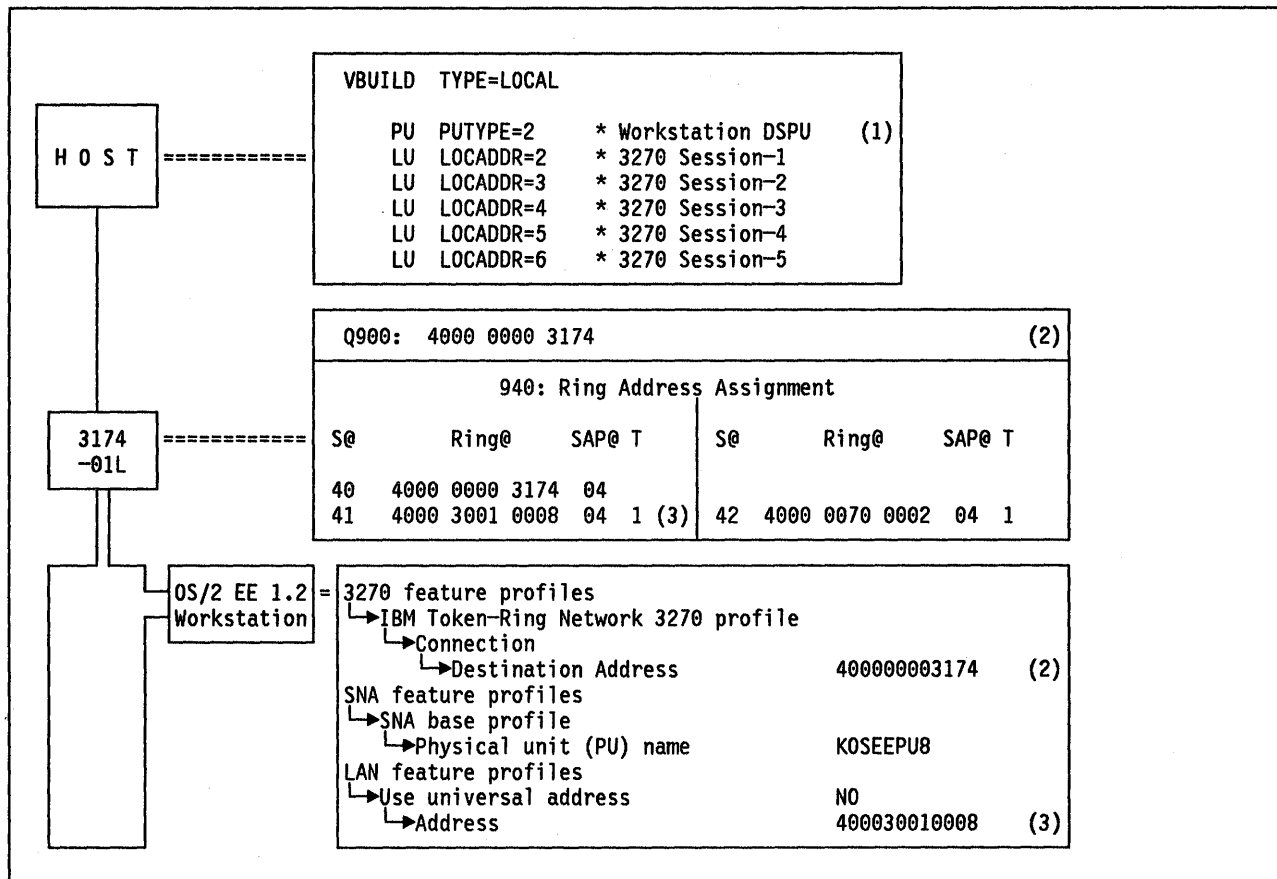 VBUILD TYPE=LOCAL
PU PUTYPE=2 * Workstation DSPU (1)
LU LOCADDR=2 * 3270 Session-1
LU LOCADDR=3 * 3270 Session-2
LU LOCADDR=4 * 3270 Session-3
LU LOCADDR=5 * 3270 Session-4
LU LOCADDR=6 * 3270 Session-5
H O S T ============
Q900: 4000 0000 3174 (2)
940: Ring Address Assignment
3174
-01L
============
S@ Ring@ SAP@ T S@ Ring@ SAP@ T
40 4000 0000 3174 04
41 4000 3001 0008 04 1 (3) 42 4000 0070 0002 04 1
OS/2 EE 1.2
Workstation
=
3270 feature profiles
IBM Token-Ring Network 3270 profile
Connection
Destination Address 400000003174 (2)
SNA feature profiles
SNA base profile
Physical unit (PU) name KOSEEPU8
LAN feature profiles
Use universal address NO
Address 400030010008 (3)